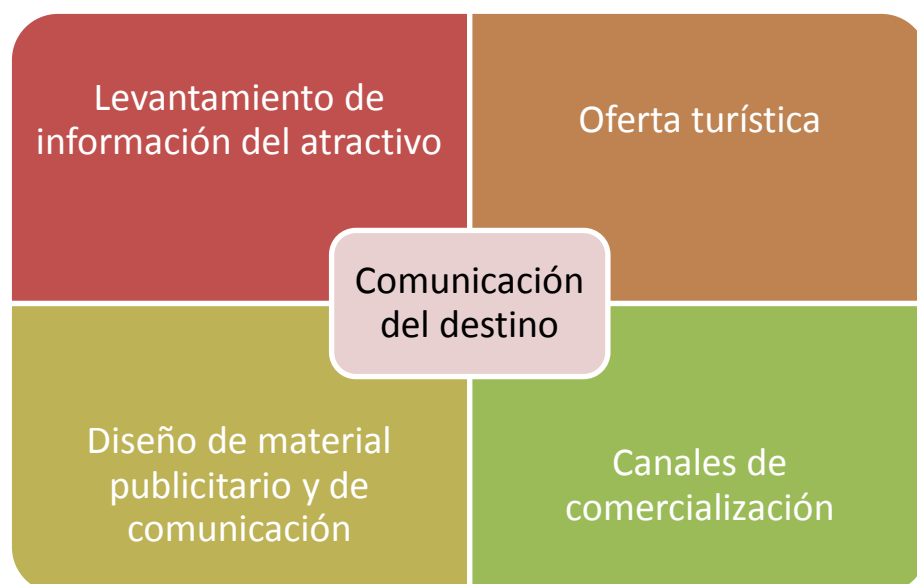 Levantamiento de
información del atractivo
Oferta turística
Comunicación
del destino
Diseño de material
publicitario y de
comunicación
Canales de
comercialización